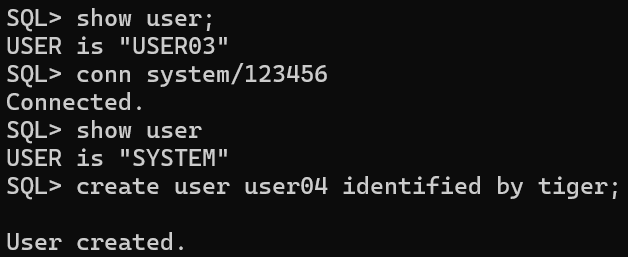 SQL> show user;
USER is "USER03"
SQL> conn system/123456
Connected.
SQL> show user
USER is "SYSTEM"
SQL> create user user04 identified by tiger;
User created.